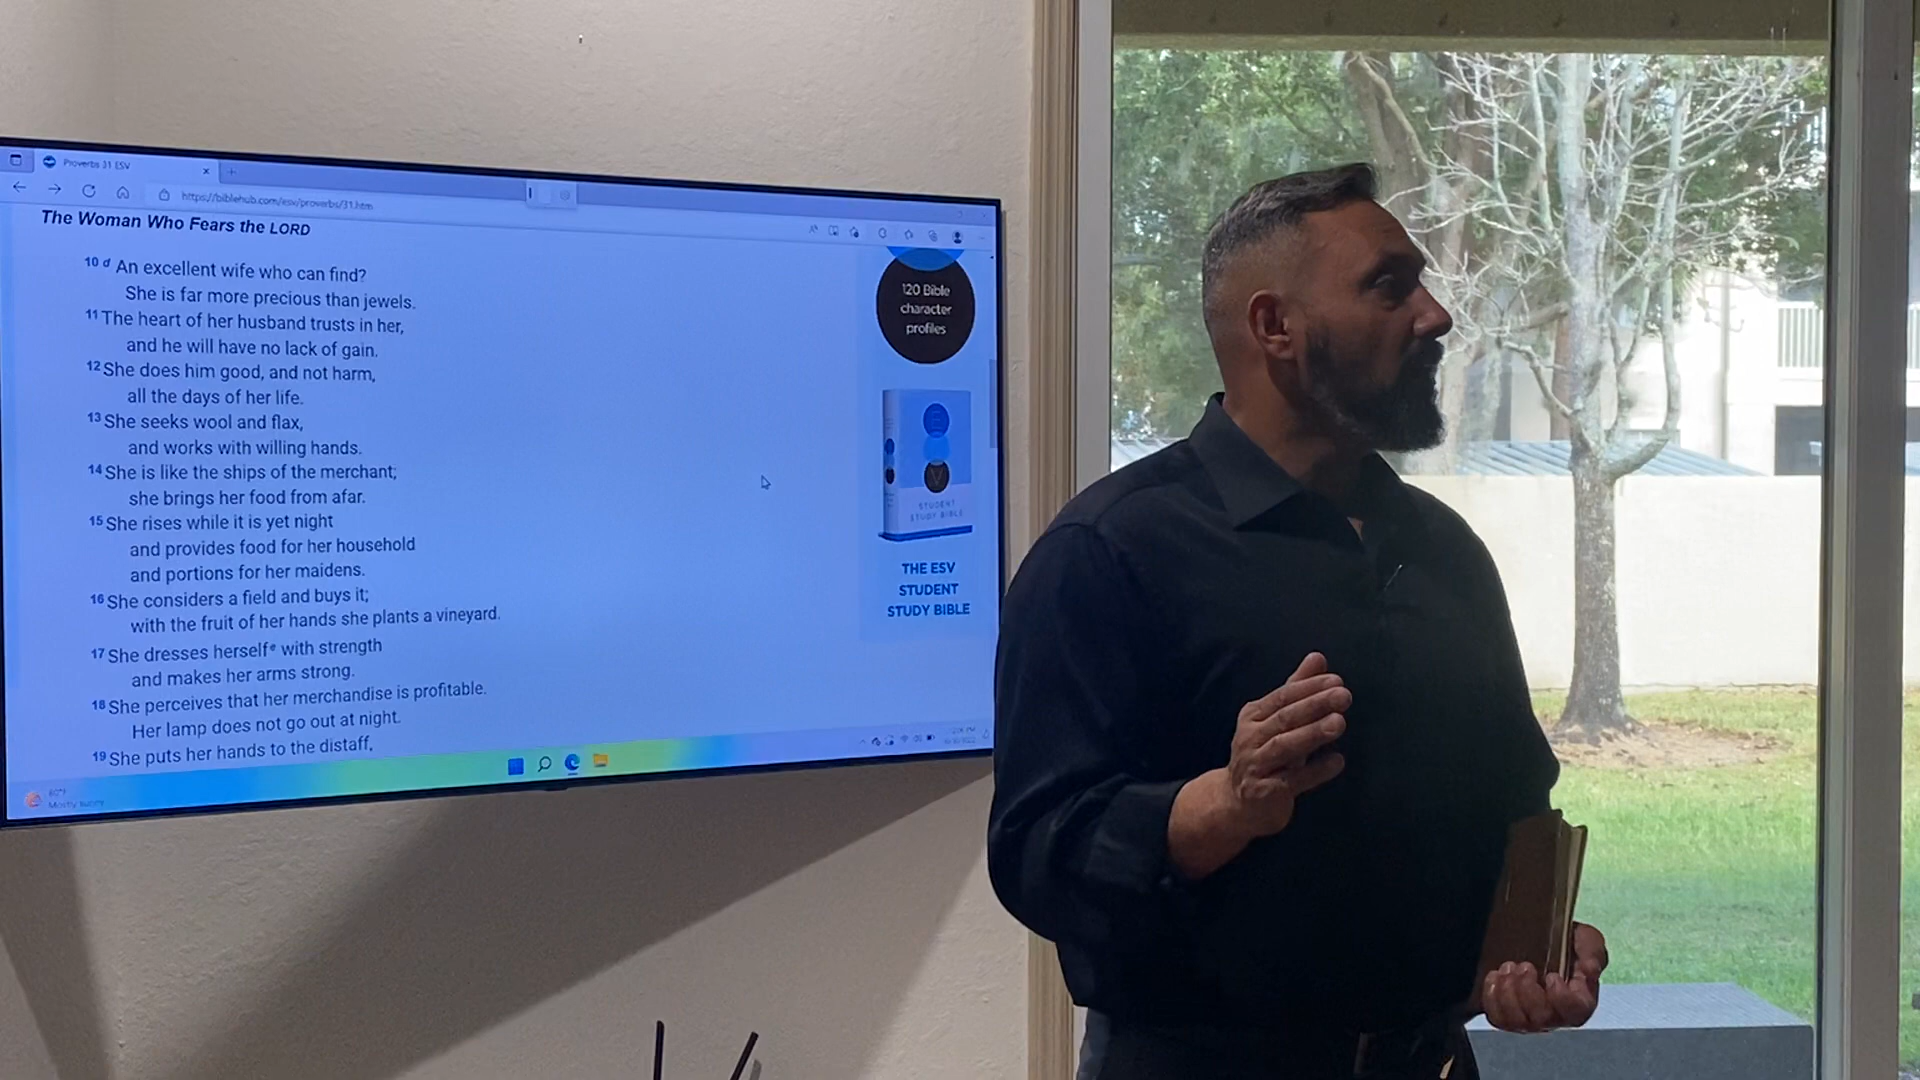 Proverbs 31 ESV
https://biblehub.com/esv/proverbs/31.htm
The Woman Who Fears the LORD
10 d An excellent wife who can find?
She is far more precious than jewels.
11 The heart of her husband trusts in her,
and he will have no lack of gain.
12 She does him good, and not harm,
all the days of her life.
13 She seeks wool and flax,
and works with willing hands.
14 She is like the ships of the merchant;
she brings her food from afar.
15 She rises while it is yet night
and provides food for her household
and portions for her maidens.
16 She considers a field and buys it;
with the fruit of her hands she plants a vineyard.
17 She dresses herself e with strength
and makes her arms strong.
18 She perceives that her merchandise is profitable.
Her lamp does not go out at night.
19 She puts her hands to the distaff,
120 Bible
character
profiles
STUDENT
STUDY BIBLE
THE ESV
STUDENT
STUDY BIBLE
Mostly sunny